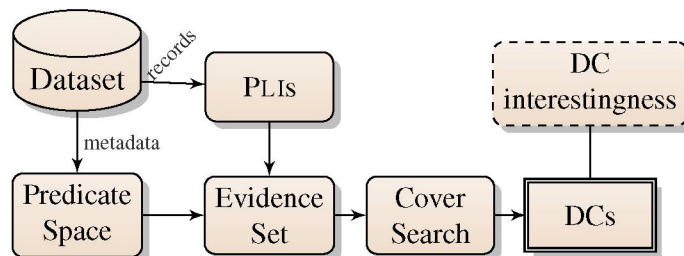 Dataset
records
PLIs
DC
interestingness
metadata
Predicate
Space
Evidence
Set
Cover
Search
DCs